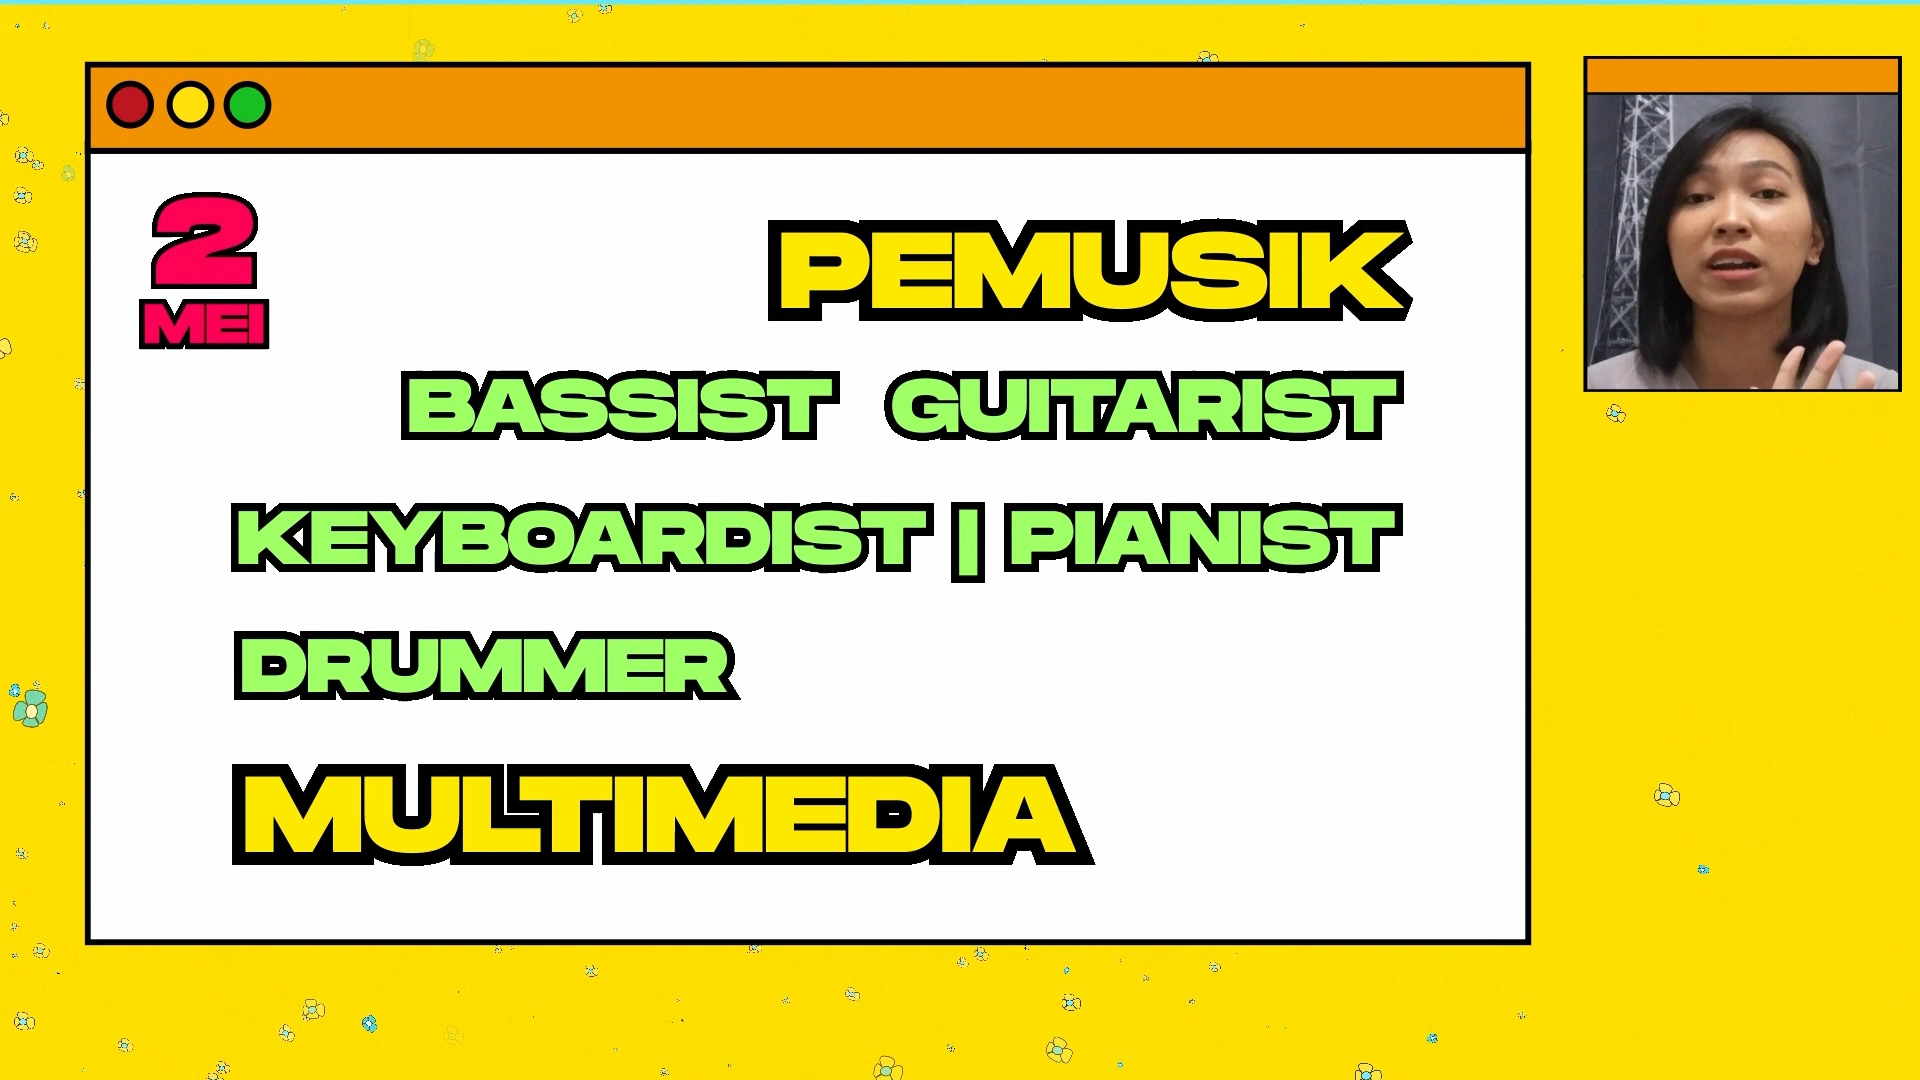 2
MEI
PEMUSIK
BASSIST GUITARIST
KEYBOARDIST | PIANIST
DRUMMER
MULTIMEDIA